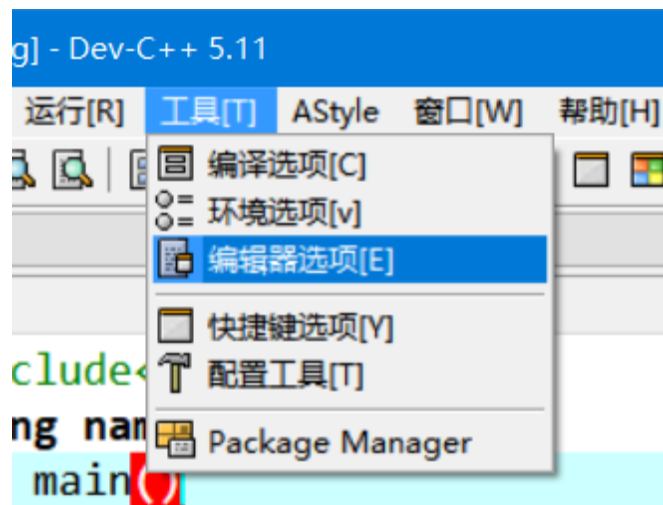 g] - Dev-C++ 5.11
运行[R] 工具[T] AStyle 窗口[W] 帮助[H]
编译选项[C]
环境选项[v]
编辑器选项[E]
快捷键选项[Y]
配置工具[T]
Package Manager
clude<
ng nam
main()